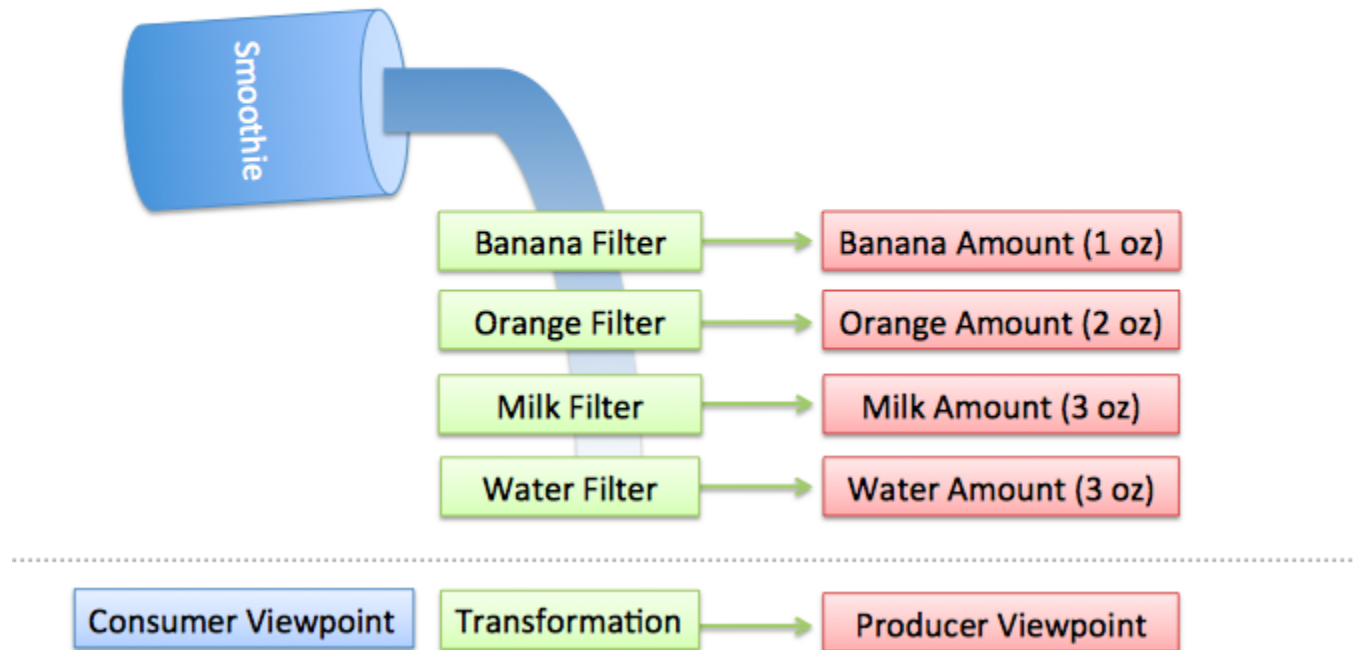 Smoothie
Banana Filter
Banana Amount (1 oz)
Orange Filter
Orange Amount (2 oz)
Milk Filter
Milk Amount (3 oz)
Water Filter
Water Amount (3 oz)
Consumer Viewpoint
Transformation
Producer Viewpoint